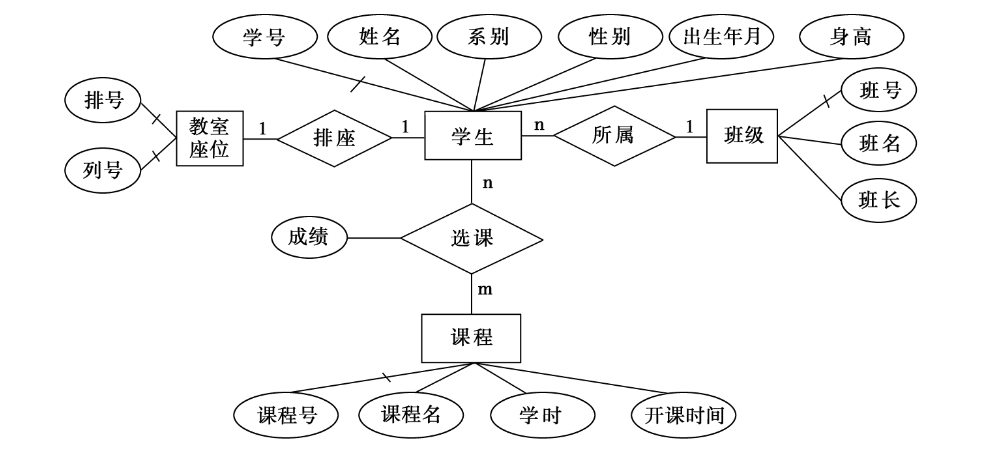 学号
姓名
系别
性别
出生年月
身高
排号
列号
教室
座位
1
排座
1
学生
n
所属
1
班级
班号
班名
班长
n
成绩
选课
m
课程
课程号
课程名
学时
开课时间